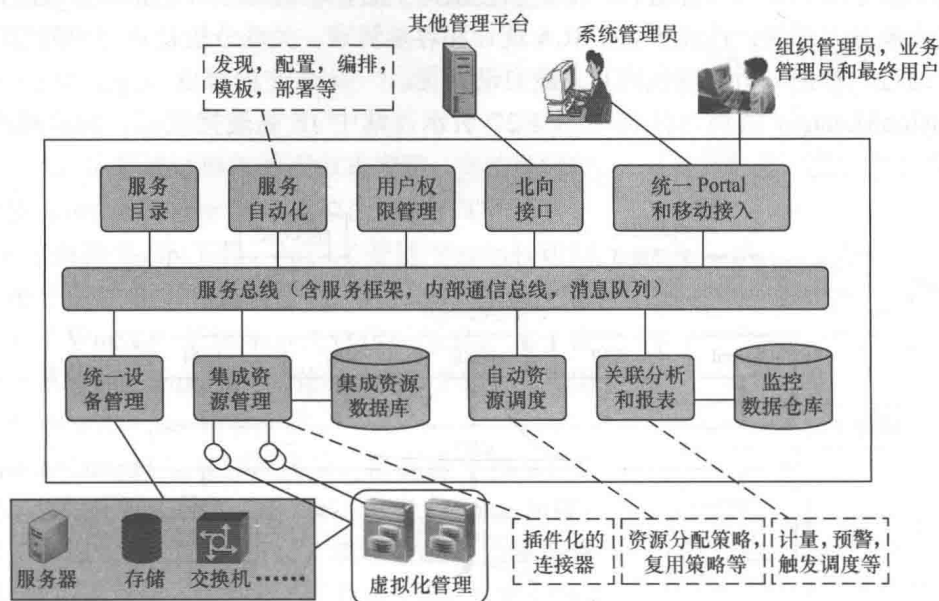 其他管理平台
系统管理员
组织管理员，业务
管理员和最终用户
发现，配置，编排，
模板，部署等
服务
目录
服务
自动化
用户权
限管理
北向
接口
统一 Portal
和移动接入
服务总线（含服务框架，内部通信总线，消息队列）
统一设
备管理
集成资
源管理
集成资源
数据库
自动资
源调度
关联分析
和报表
监控
数据仓库
服务器
存储
交换机……
虚拟化管理
插件化的
连接器
资源分配策略，
复用策略等
计量，预警，
触发调度等